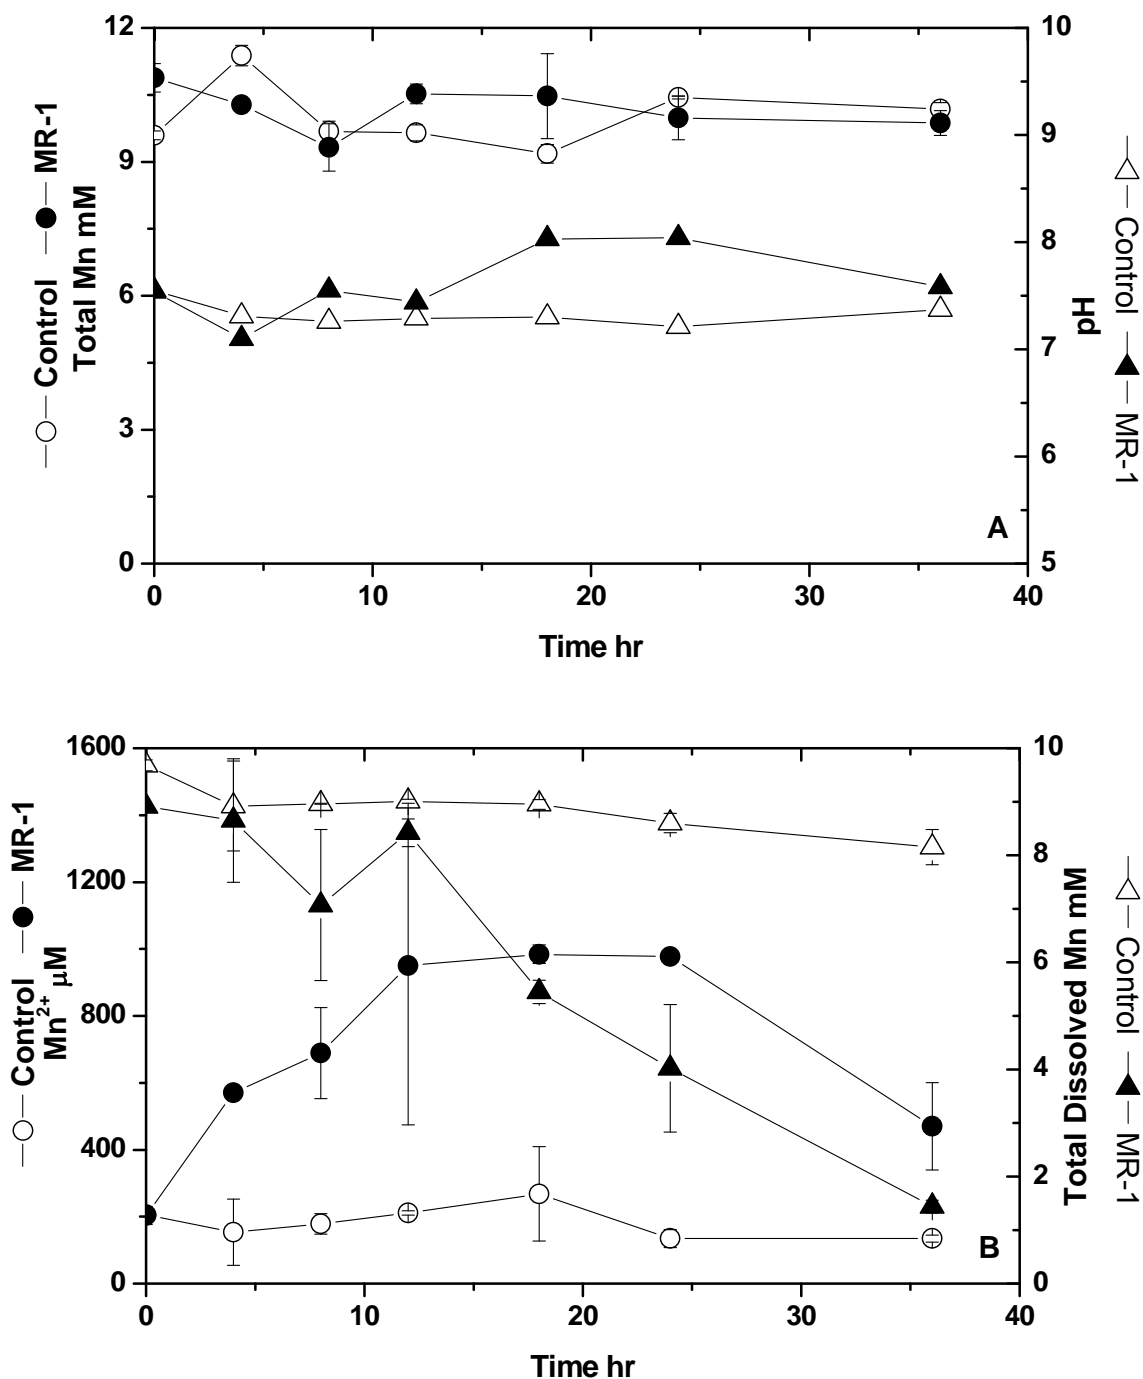 12
9
6
3
0
Control MR-1
Total Mn mM
10
9
8
7
6
5
pH
Control MR-1
A
0 10 20 30 40
Time hr
1600
1200
800
400
0
Control MR-1
Mn2+ μM
10
8
6
4
2
0
Total Dissolved Mn mM
Control MR-1
B
0 10 20 30 40
Time hr